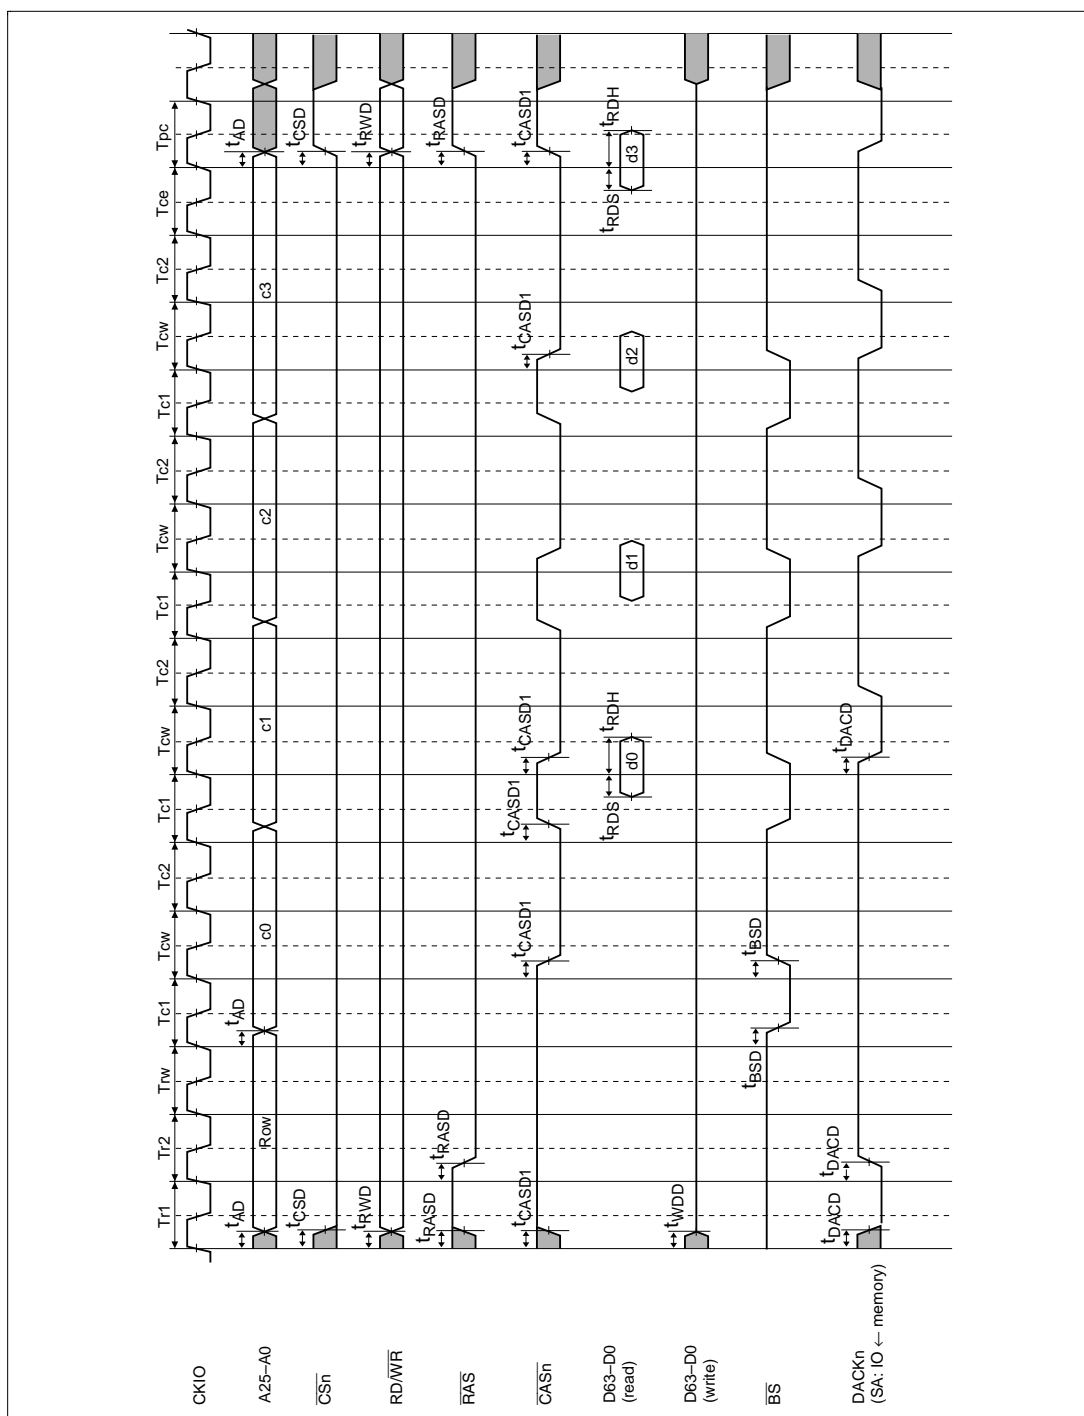 Tr1 Tr2 Trw Tc1 Tcw Tc2 Tc1 Tcw Tc2 Tc1 Tcw Tc2 Tc1 Tcw Tc2 Tce Tpc
CKIO
tAD tAD tAD
A25–A0 Row c0 c1 c2 c3
tCSD tCSD
CSn
tRWD tRWD
RD/WR
tRASD tRASD tRASD
RAS
tCASD1 tCASD1 tCASD1 tCASD1 tCASD1 tCASD1
CASn
tRDS tRDH tRDS tRDH
D63–D0
(read)
d0 d1 d2 d3
tWDD
D63–D0
(write)
tBSD tBSD
BS
tDACD tDACD tDACD
DACKn
(SA: IO ← memory)